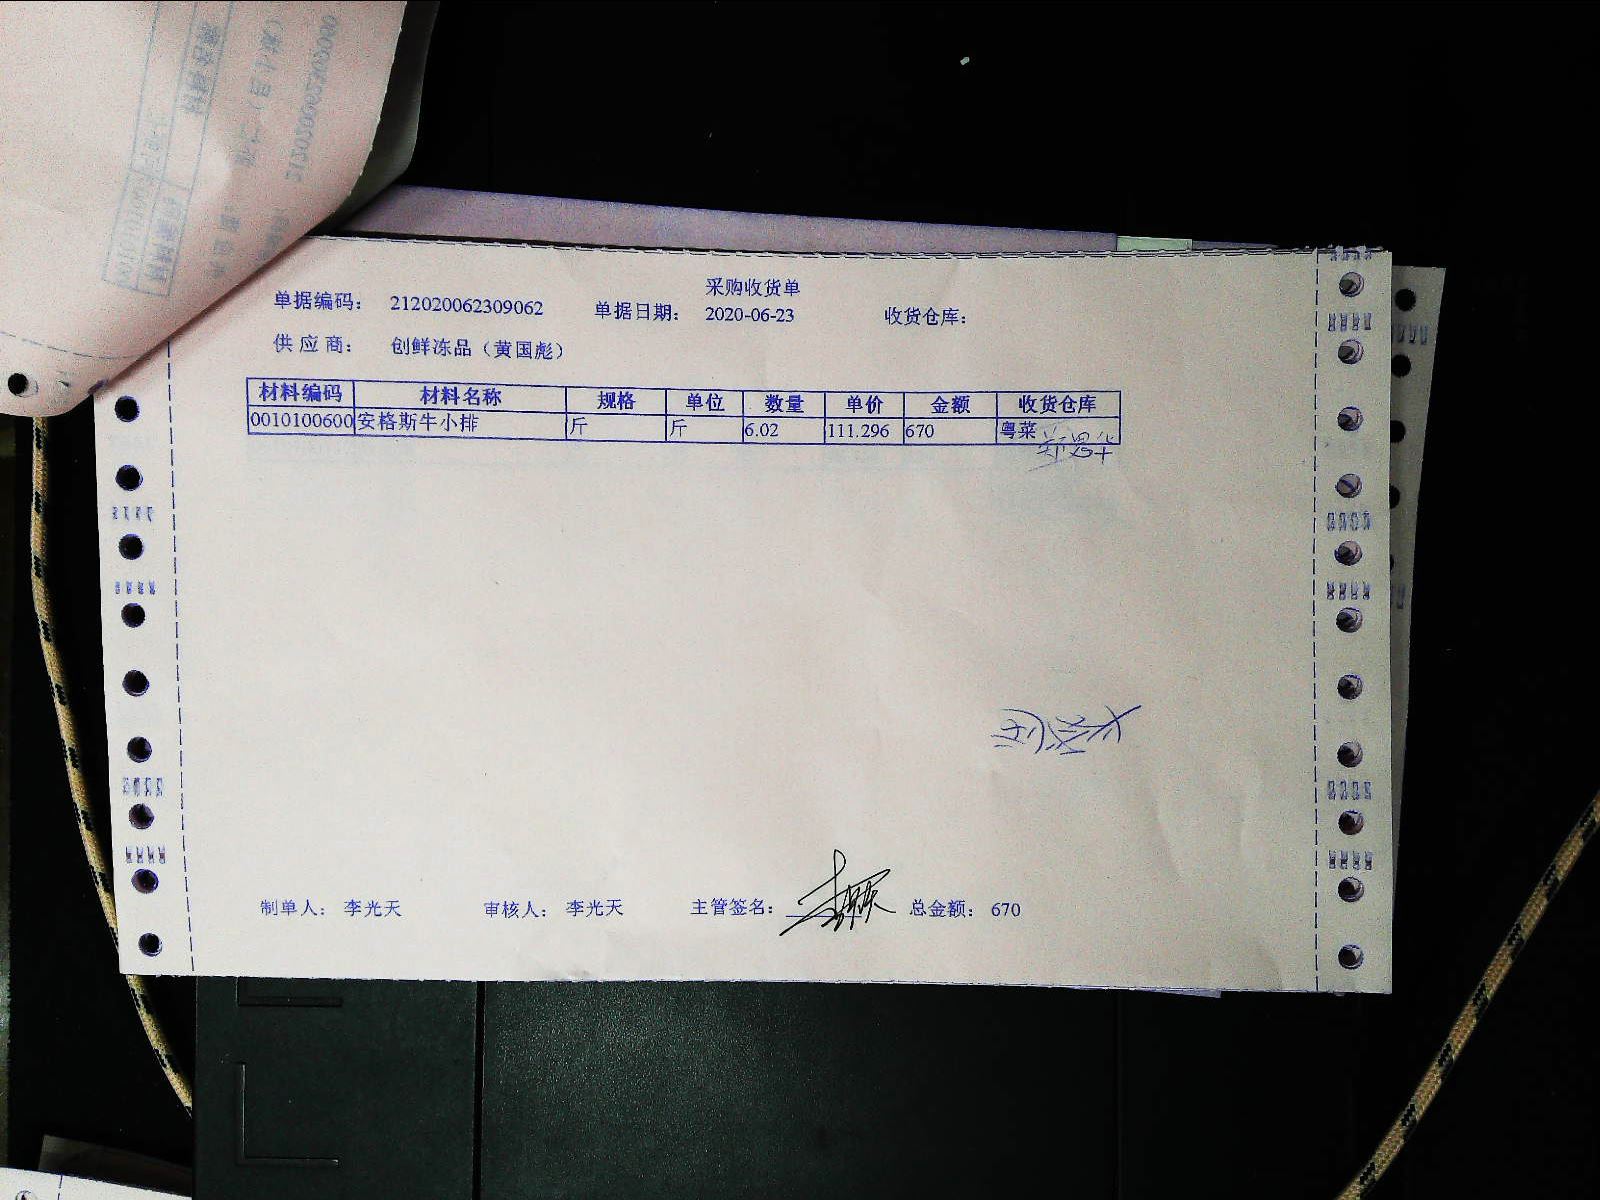 采购收货单
单据编码： 212020062309062 单据日期： 2020-06-23 收货仓库：
供 应 商： 创鲜冻品（黄国彪）
材料编码 材料名称 规格 单位 数量 单价 金额 收货仓库
0010100600 安格斯牛小排 斤 斤 6.02 111.296 670 粤菜
制单人： 李光天 审核人： 李光天 主管签名： 总金额： 670